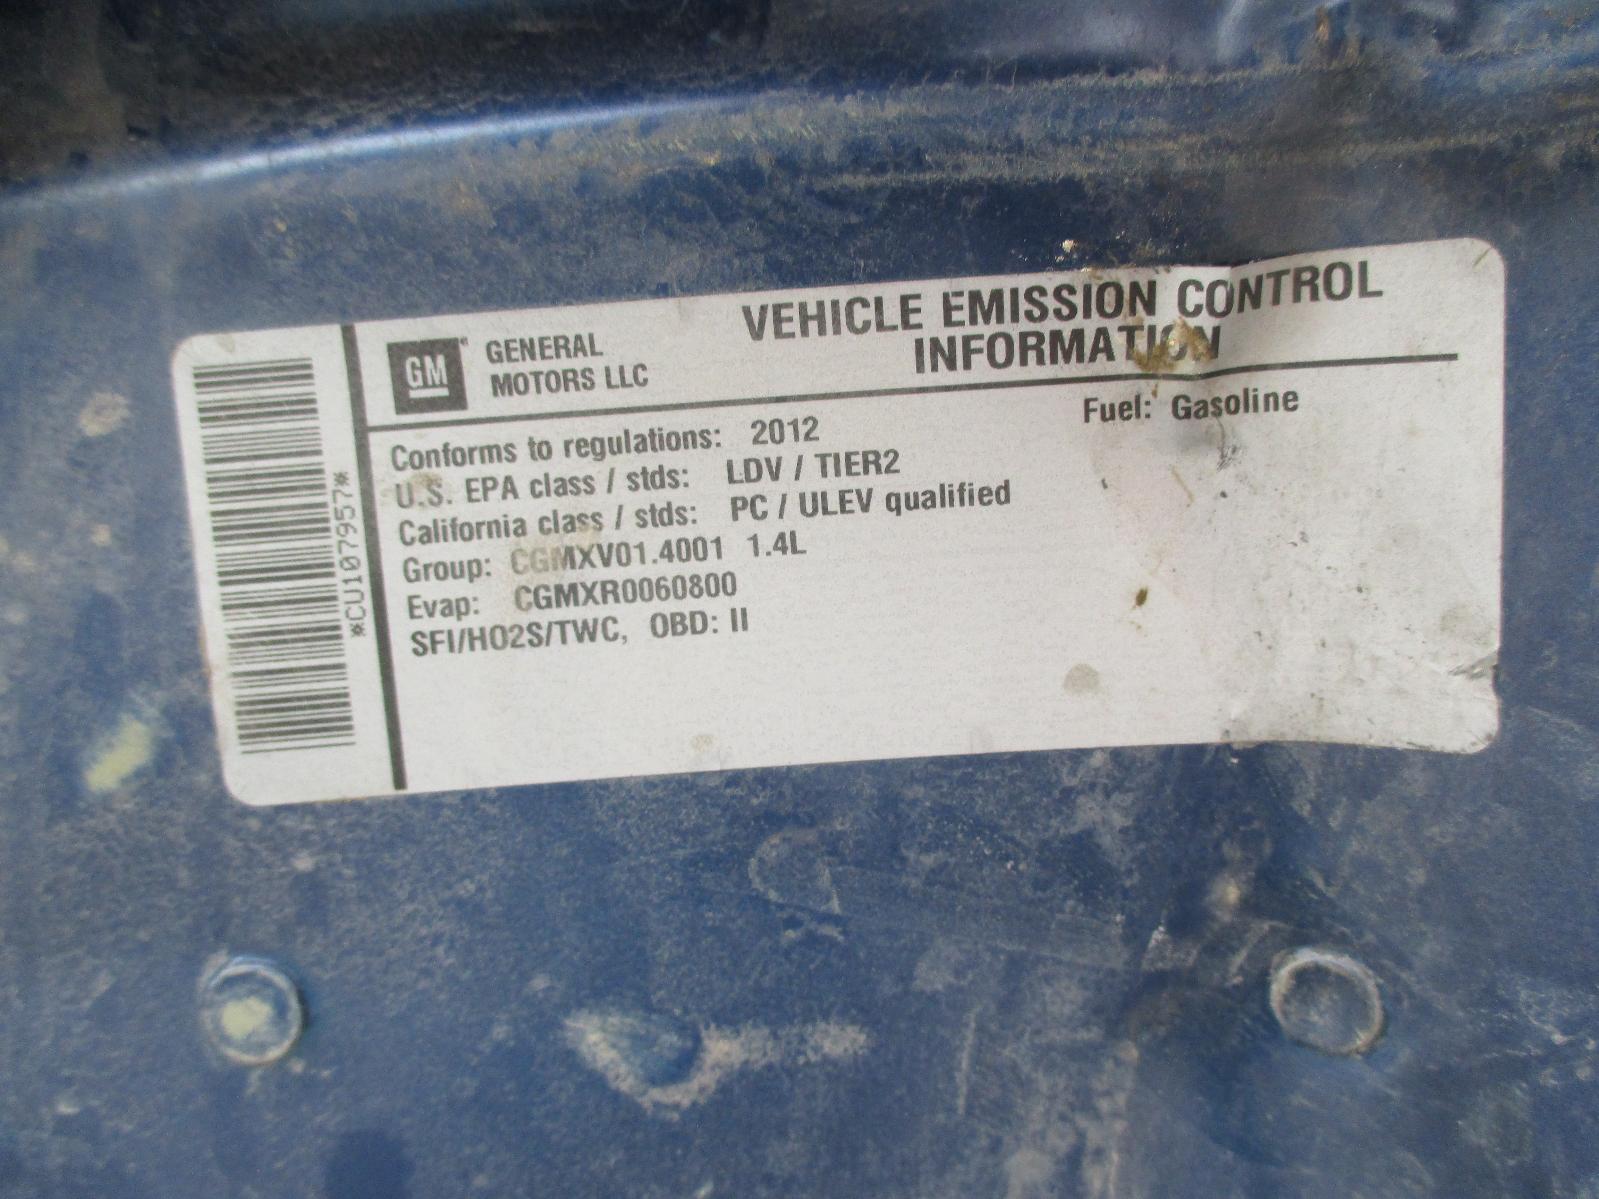 GM
GENERAL
MOTORS LLC
VEHICLE EMISSION CONTROL
INFORMATION
Fuel: Gasoline
Conforms to regulations: 2012
U.S. EPA class / stds: LDV / TIER2
California class / stds: PC / ULEV qualified
Group: CGMXV01.4001 1.4L
Evap: CGMXR0060800
SFI/HO2S/TWC, OBD: II
*CU107957*